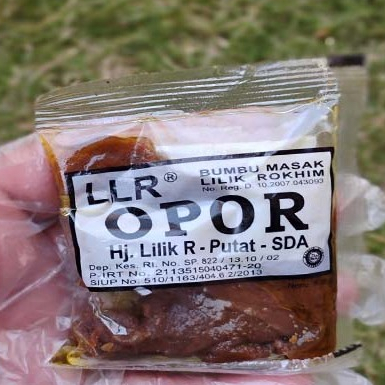 LLR®
BUMBU MASAK
LILIK ROKHIM
No. Reg. D. 10.2007 043093
OPOR
Hj. Lilik R - Putat - SDA
Dep. Kes. RI. No. SP. 822 / 13.10 / 02
P-IRT No. 2113515040471-20
SIUP No. 510/1163/404.6.2/2013